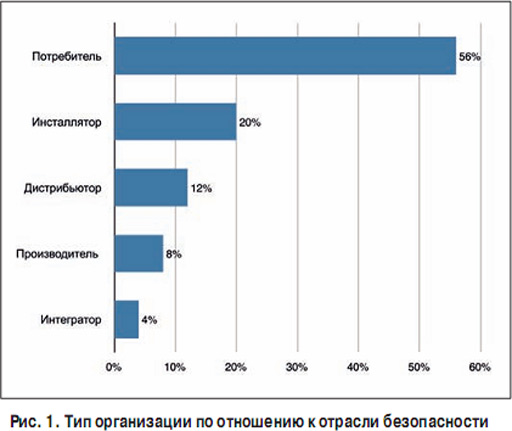 Потребитель 56%
Инсталлятор 20%
Дистрибьютор 12%
Производитель 8%
Интегратор 4%
0% 10% 20% 30% 40% 50% 60%
Рис. 1. Тип организации по отношению к отрасли безопасности